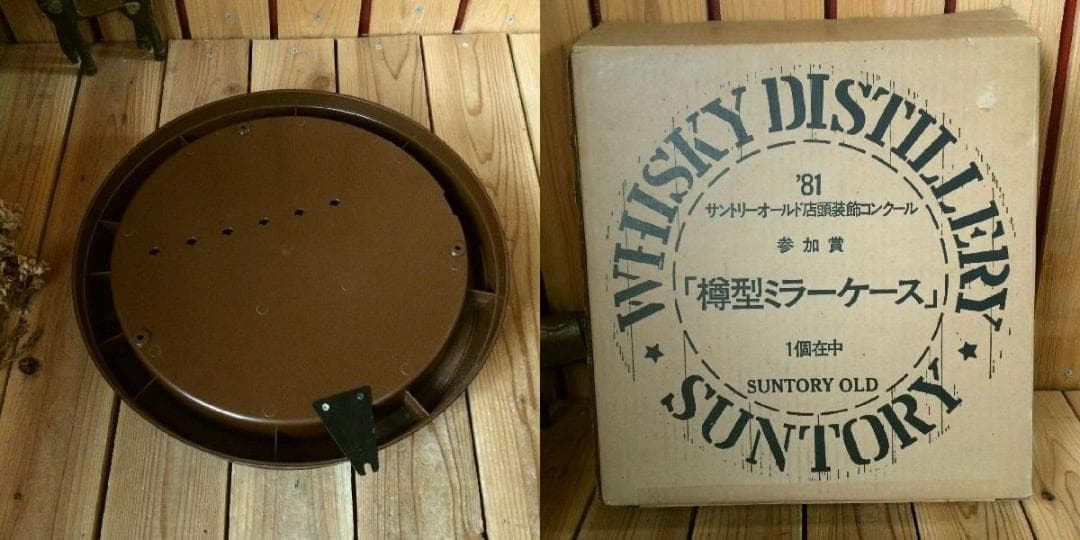 WHISKY DISTILLERY
'81
サントリーオールド店頭装飾コンクール
参加賞
「樽型ミラーケース」
1個在中
SUNTORY OLD
SUNTORY